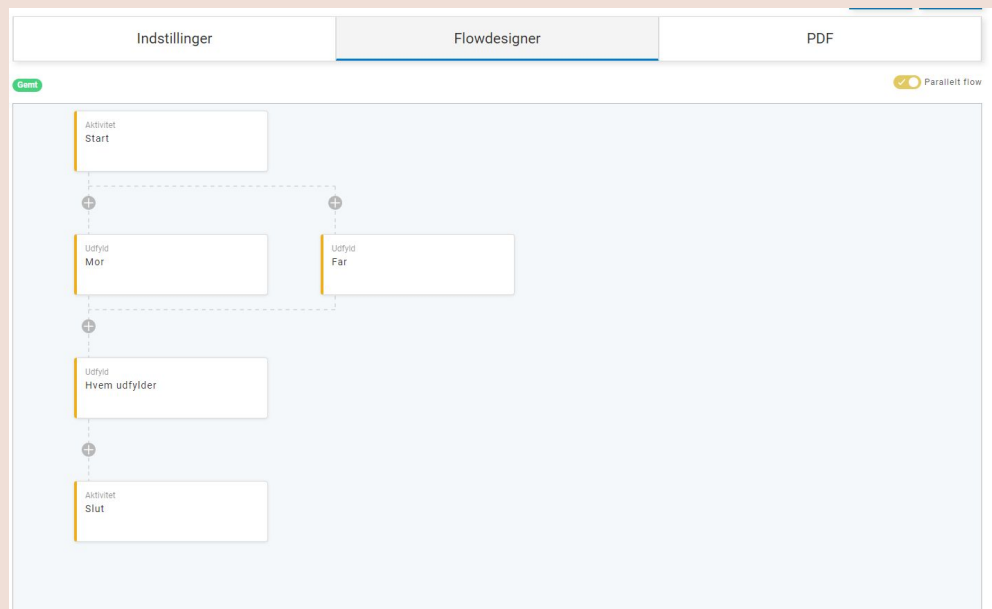 Indstillinger
Flowdesigner
PDF
Gemt
Parallelt flow
Aktivitet
Start
Udfyld
Mor
Udfyld
Far
Udfyld
Hvem udfylder
Aktivitet
Slut